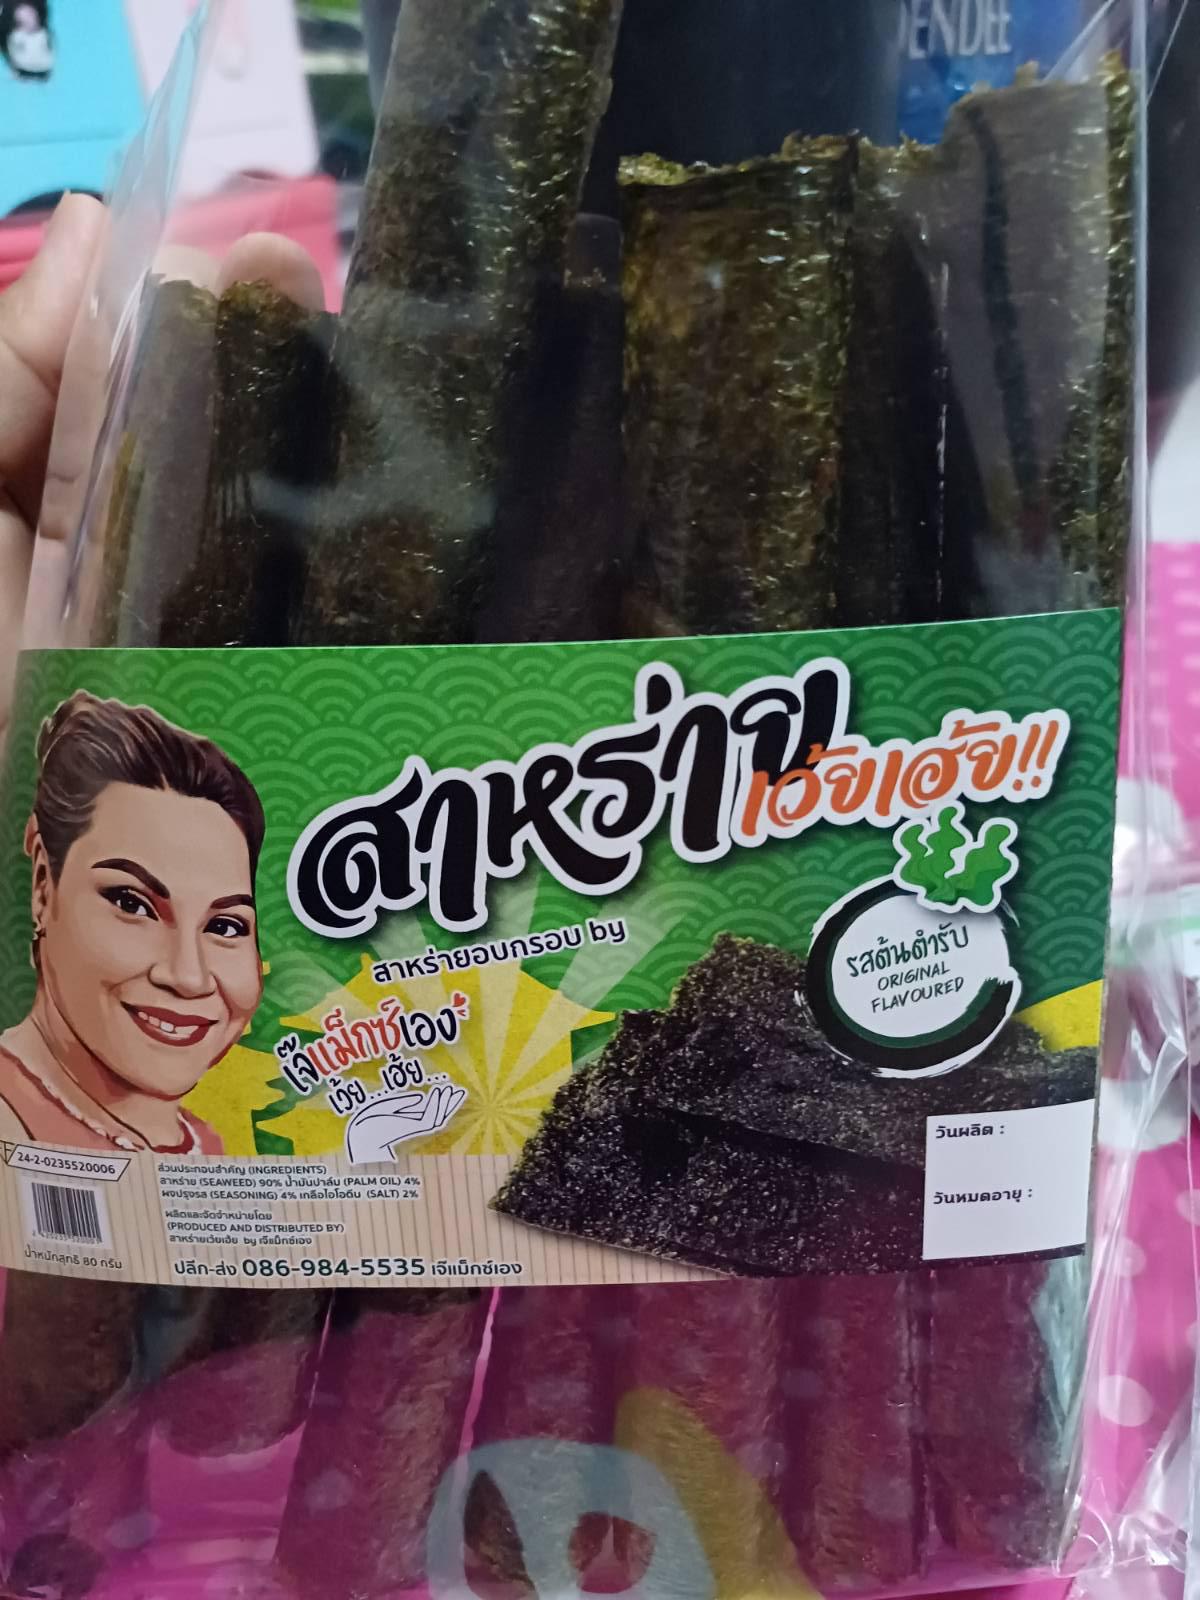 สาหร่าย
เว้ยเฮ้ย!!
สาหร่ายอบกรอบ by
เจ๊แม็กซ์เอง
เว้ย...เฮ้ย...
รสต้นตำรับ
ORIGINAL
FLAVOURED
วันผลิต :
วันหมดอายุ :
24-2-0235520006
ส่วนประกอบสำคัญ (INGREDIENTS)
สาหร่าย (SEAWEED) 90% น้ำมันปาล์ม (PALM OIL) 4%
ผงปรุงรส (SEASONING) 4% เกลือไอโอดีน (SALT) 2%
ผลิตและจัดจำหน่ายโดย
(PRODUCED AND DISTRIBUTED BY)
สาหร่ายเว้ยเฮ้ย by เจ๊แม็กซ์เอง
น้ำหนักสุทธิ 80 กรัม
ปลีก-ส่ง 086-984-5535 เจ๊แม็กซ์เอง